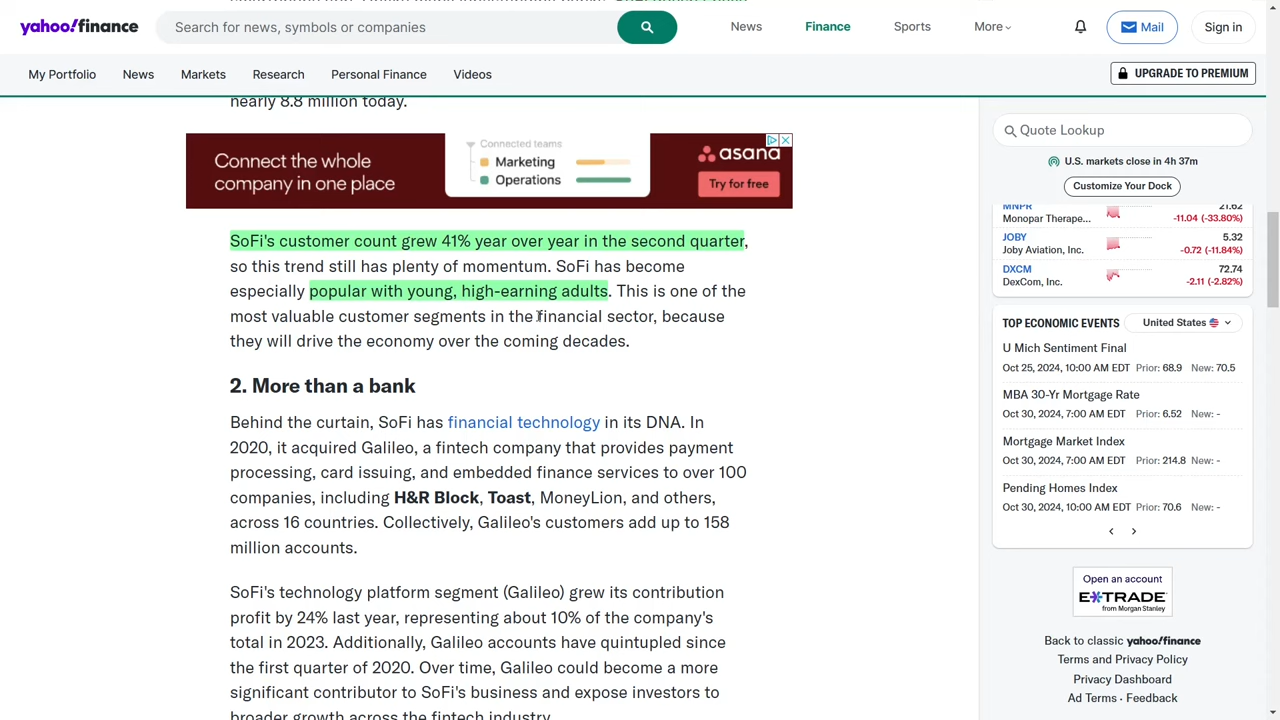 yahoo!finance
Search for news, symbols or companies
News
Finance
Sports
More
Mail
Sign in
My Portfolio
News
Markets
Research
Personal Finance
Videos
UPGRADE TO PREMIUM
nearly 8.8 million today.
Connect the whole
company in one place
Connected teams
Marketing
Operations
asana
Try for free
SoFi's customer count grew 41% year over year in the second quarter,
so this trend still has plenty of momentum. SoFi has become
especially popular with young, high-earning adults. This is one of the
most valuable customer segments in the financial sector, because
they will drive the economy over the coming decades.
2. More than a bank
Behind the curtain, SoFi has financial technology in its DNA. In
2020, it acquired Galileo, a fintech company that provides payment
processing, card issuing, and embedded finance services to over 100
companies, including H&R Block, Toast, MoneyLion, and others,
across 16 countries. Collectively, Galileo's customers add up to 158
million accounts.
SoFi's technology platform segment (Galileo) grew its contribution
profit by 24% last year, representing about 10% of the company's
total in 2023. Additionally, Galileo accounts have quintupled since
the first quarter of 2020. Over time, Galileo could become a more
significant contributor to SoFi's business and expose investors to
broader growth across the fintech industry.
Quote Lookup
U.S. markets close in 4h 37m
Customize Your Dock
MNPR 21.62
Monopar Therape... -11.04 (-33.80%)
JOBY 5.32
Joby Aviation, Inc. -0.72 (-11.84%)
DXCM 72.74
DexCom, Inc. -2.11 (-2.82%)
TOP ECONOMIC EVENTS United States
U Mich Sentiment Final
Oct 25, 2024, 10:00 AM EDT Prior: 68.9 New: 70.5
MBA 30-Yr Mortgage Rate
Oct 30, 2024, 7:00 AM EDT Prior: 6.52 New: -
Mortgage Market Index
Oct 30, 2024, 7:00 AM EDT Prior: 214.8 New: -
Pending Homes Index
Oct 30, 2024, 10:00 AM EDT Prior: 70.6 New: -
Open an account
E*TRADE
from Morgan Stanley
Back to classic yahoo!finance
Terms and Privacy Policy
Privacy Dashboard
Ad Terms · Feedback